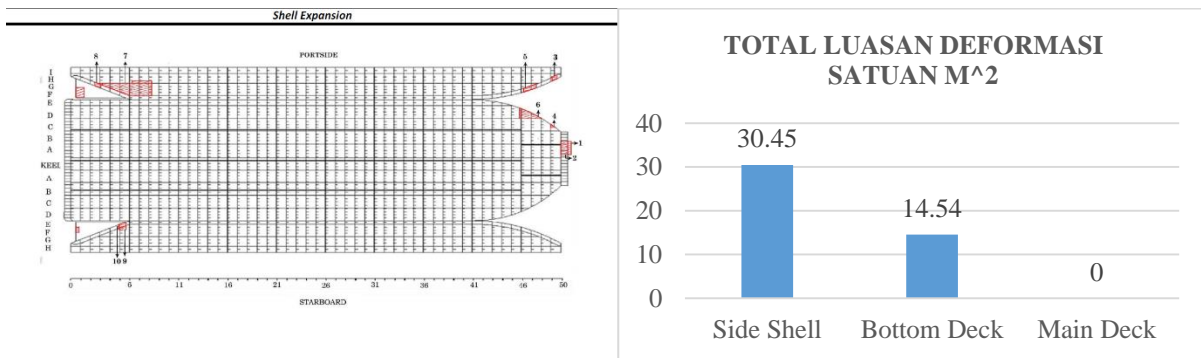 Shell Expansion
PORTSIDE
8
7
5
3
I
H
G
F
E
D
C
B
A
KEEL
A
B
C
D
E
F
G
H
6
4
1
2
10 9
0 6 11 16 21 26 31 36 41 46 50
STARBOARD
TOTAL LUASAN DEFORMASI
SATUAN M^2
40
30
20
10
0
30.45
14.54
0
Side Shell Bottom Deck Main Deck